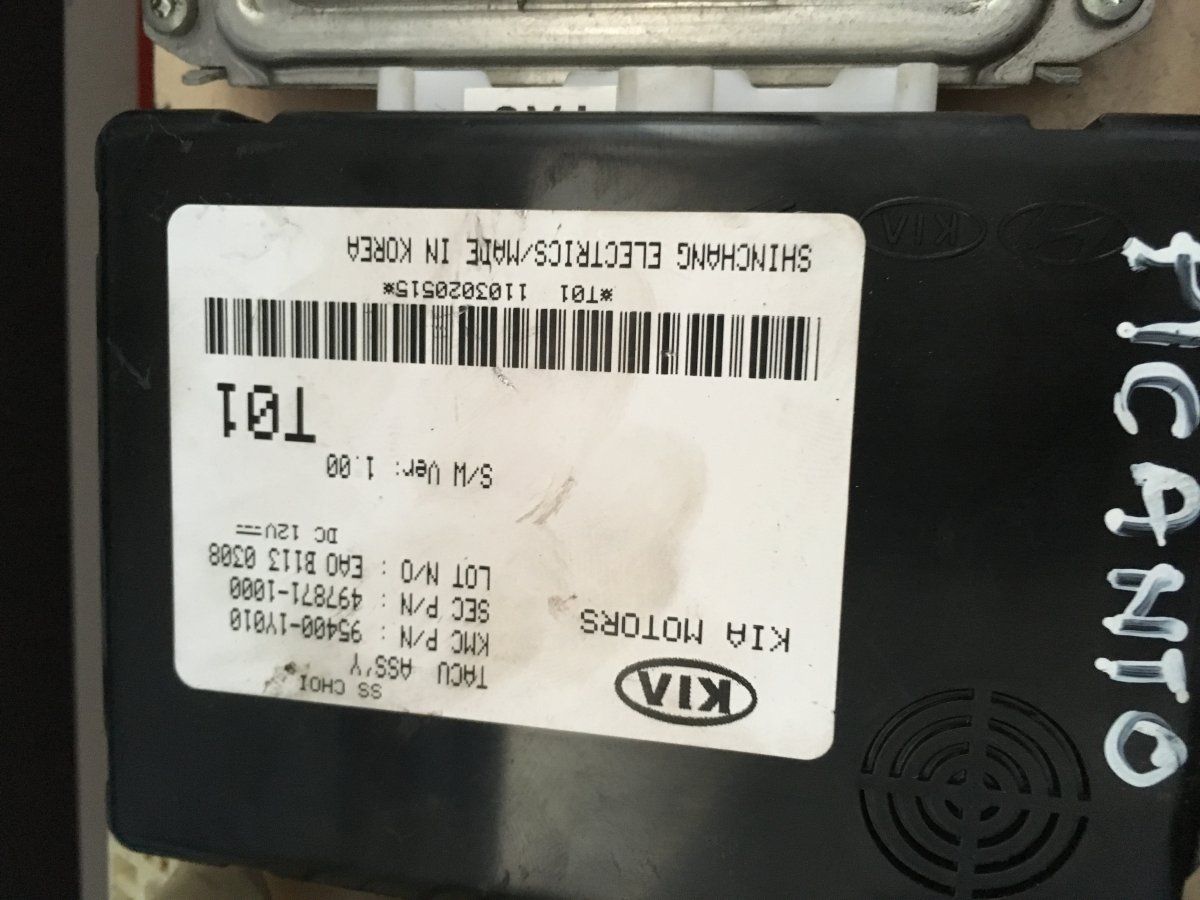 KIA
KIA MOTORS
SS CHOI
TACU ASS'Y
KMC P/N : 95400-1Y010
SEC P/N : 497871-1000
LOT N/O : EAO B113 0308
DC 12V
S/W Ver: 1.00
T01
*T01 1103020515*
SHINCHANG ELECTRICS/MADE IN KOREA
KIA
PICANTO